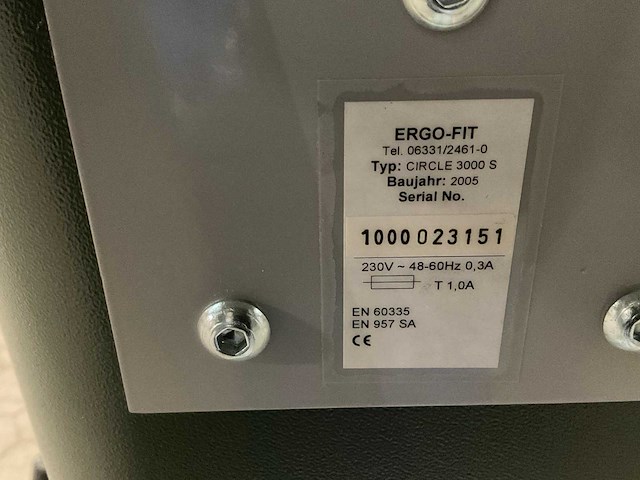 ERGO-FIT
Tel. 06331/2461-0
Typ: CIRCLE 3000 S
Baujahr: 2005
Serial No.
1000023151
230V ~ 48-60Hz 0,3A
T 1,0A
EN 60335
EN 957 SA
CE